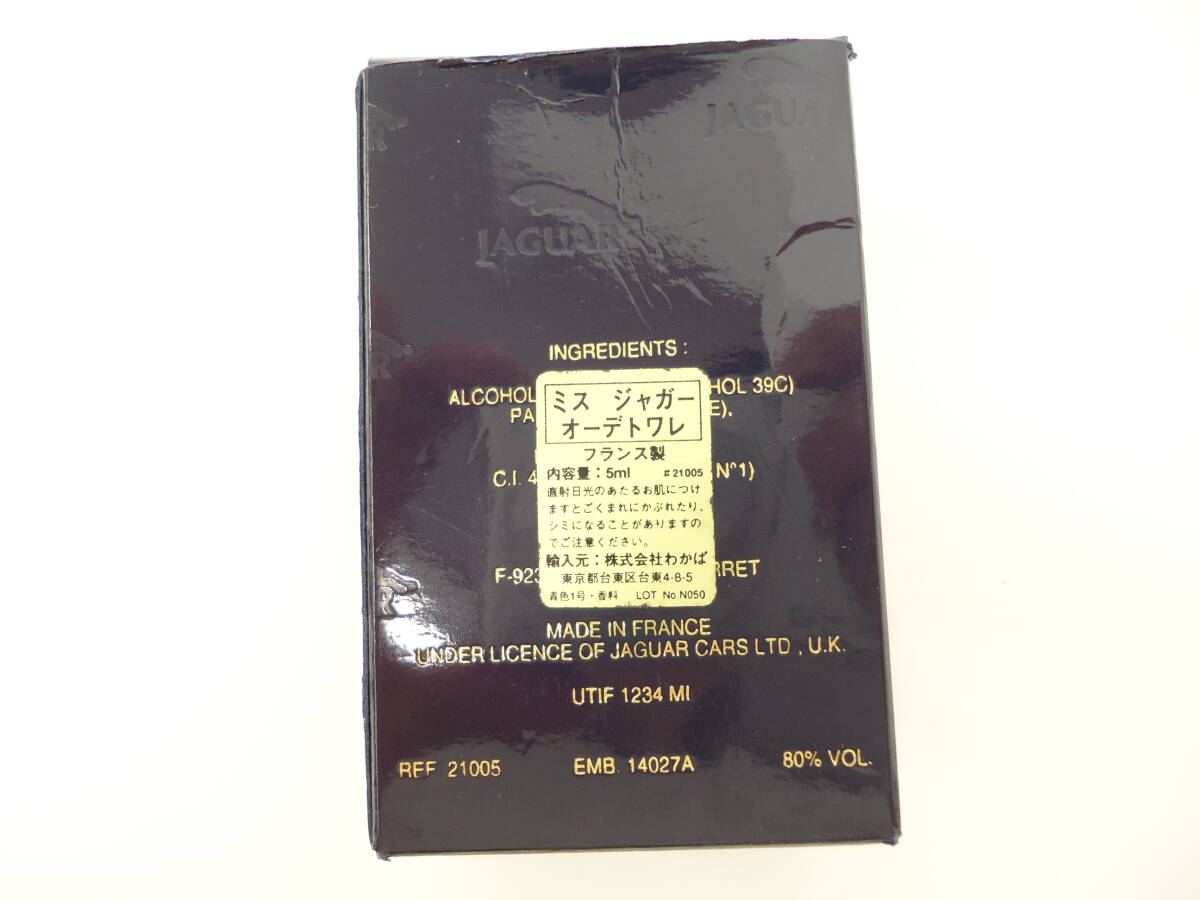 JAGUAR
JAGUAR
INGREDIENTS :
ALCOHOL HOL 39C)
PA E).
C.I. 4 N°1)
F-923 RRET
ミス ジャガー
オーデトワレ
フランス製
内容量：5ml #21005
直射日光のあたるお肌につけ
ますとごくまれにかぶれたり、
シミになることがありますの
でご注意ください。
輸入元：株式会社わかば
東京都台東区台東4-8-5
青色1号・香料 LOT No.N050
MADE IN FRANCE
UNDER LICENCE OF JAGUAR CARS LTD , U.K.
UTIF 1234 MI
REF 21005 EMB. 14027A 80% VOL.